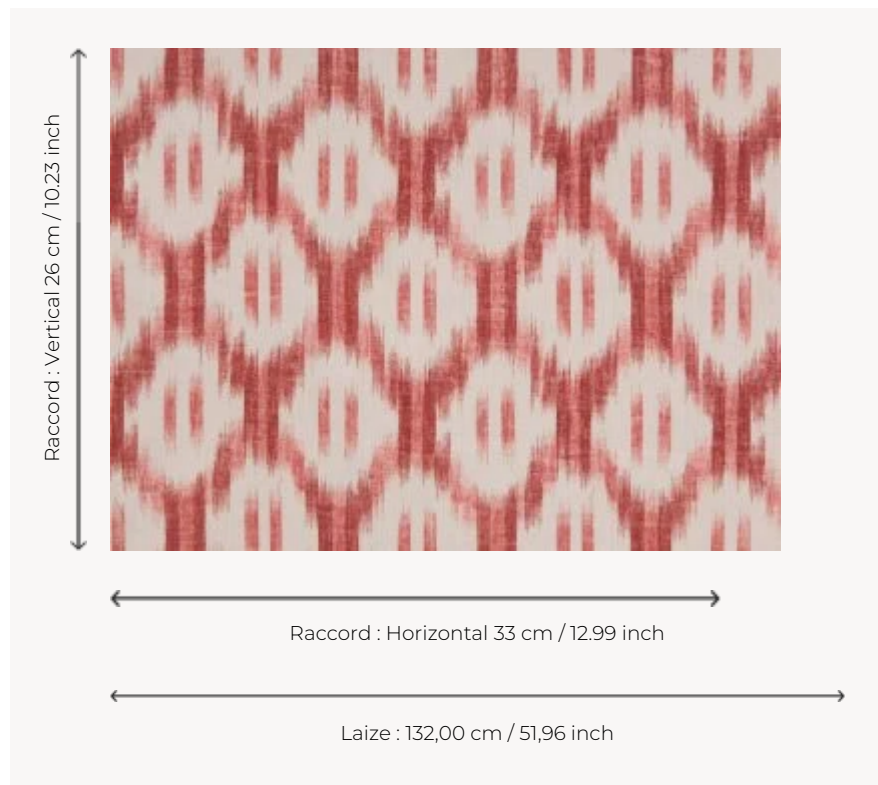 Raccord : Vertical 26 cm / 10.23 inch
Raccord : Horizontal 33 cm / 12.99 inch
Laize : 132,00 cm / 51,96 inch